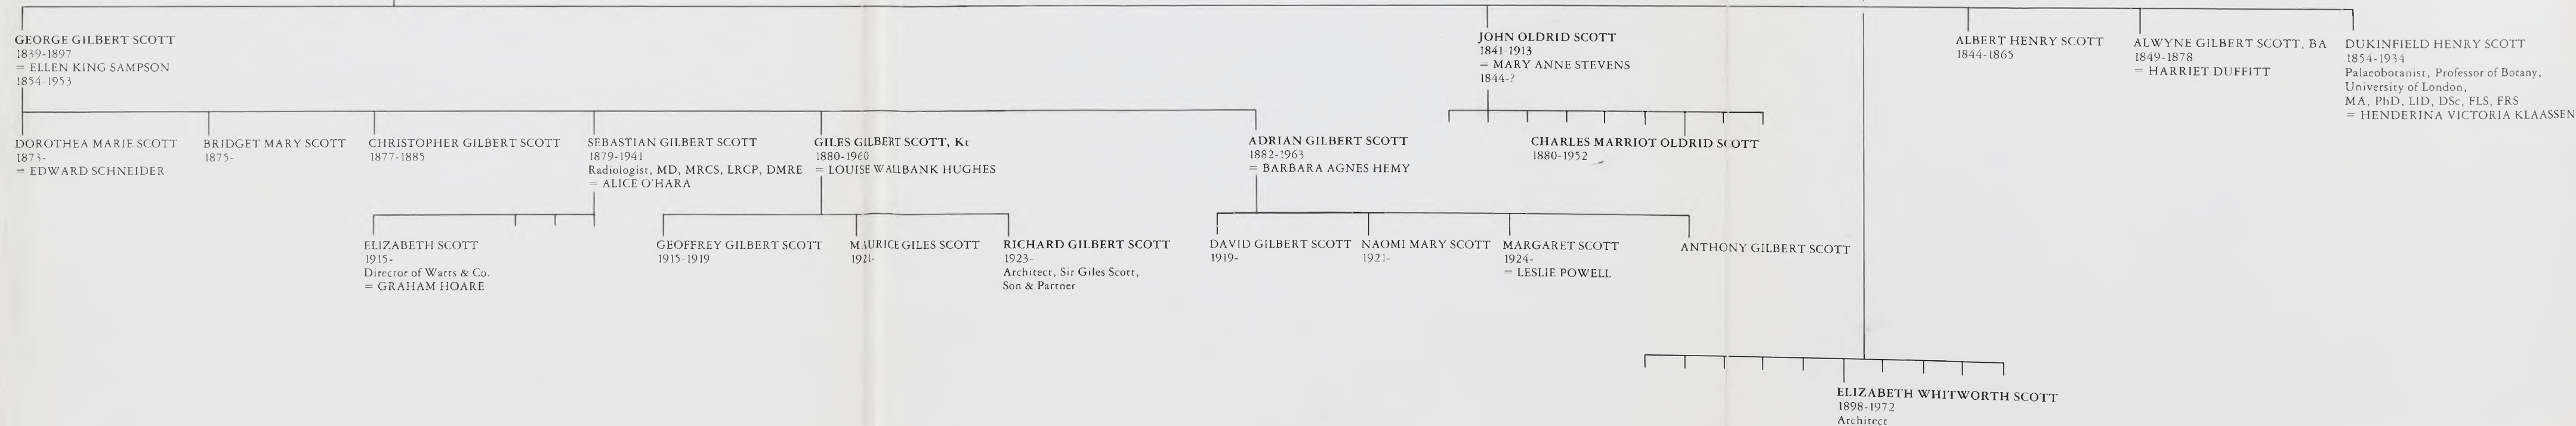 GEORGE GILBERT SCOTT
1839-1897
= ELLEN KING SAMPSON
1854-1953
JOHN OLDRID SCOTT
1841-1913
= MARY ANNE STEVENS
1844-?
ALBERT HENRY SCOTT
1844-1865
ALWYNE GILBERT SCOTT, BA
1849-1878
= HARRIET DUFFITT
DUKINFIELD HENRY SCOTT
1854-1934
Palaeobotanist, Professor of Botany,
University of London,
MA, PhD, LID, DSc, FLS, FRS
= HENDERINA VICTORIA KLAASSEN
DOROTHEA MARIE SCOTT
1873-
= EDWARD SCHNEIDER
BRIDGET MARY SCOTT
1875-
CHRISTOPHER GILBERT SCOTT
1877-1885
SEBASTIAN GILBERT SCOTT
1879-1941
Radiologist, MD, MRCS, LRCP, DMRE
= ALICE O'HARA
GILES GILBERT SCOTT, Kt
1880-1960
= LOUISE WALLBANK HUGHES
ADRIAN GILBERT SCOTT
1882-1963
= BARBARA AGNES HEMY
CHARLES MARRIOT OLDRID SCOTT
1880-1952
ELIZABETH SCOTT
1915-
Director of Watts & Co.
= GRAHAM HOARE
GEOFFREY GILBERT SCOTT
1915-1919
MAURICE GILES SCOTT
1921-
RICHARD GILBERT SCOTT
1923-
Architect, Sir Giles Scott,
Son & Partner
DAVID GILBERT SCOTT
1919-
NAOMI MARY SCOTT
1921-
MARGARET SCOTT
1924-
= LESLIE POWELL
ANTHONY GILBERT SCOTT
ELIZABETH WHITWORTH SCOTT
1898-1972
Architect